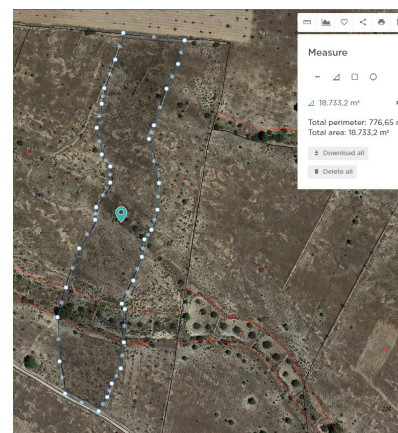 Measure
18.733,2 m²
Total perimeter: 776,65 m
Total area: 18.733,2 m²
Download all
Delete all